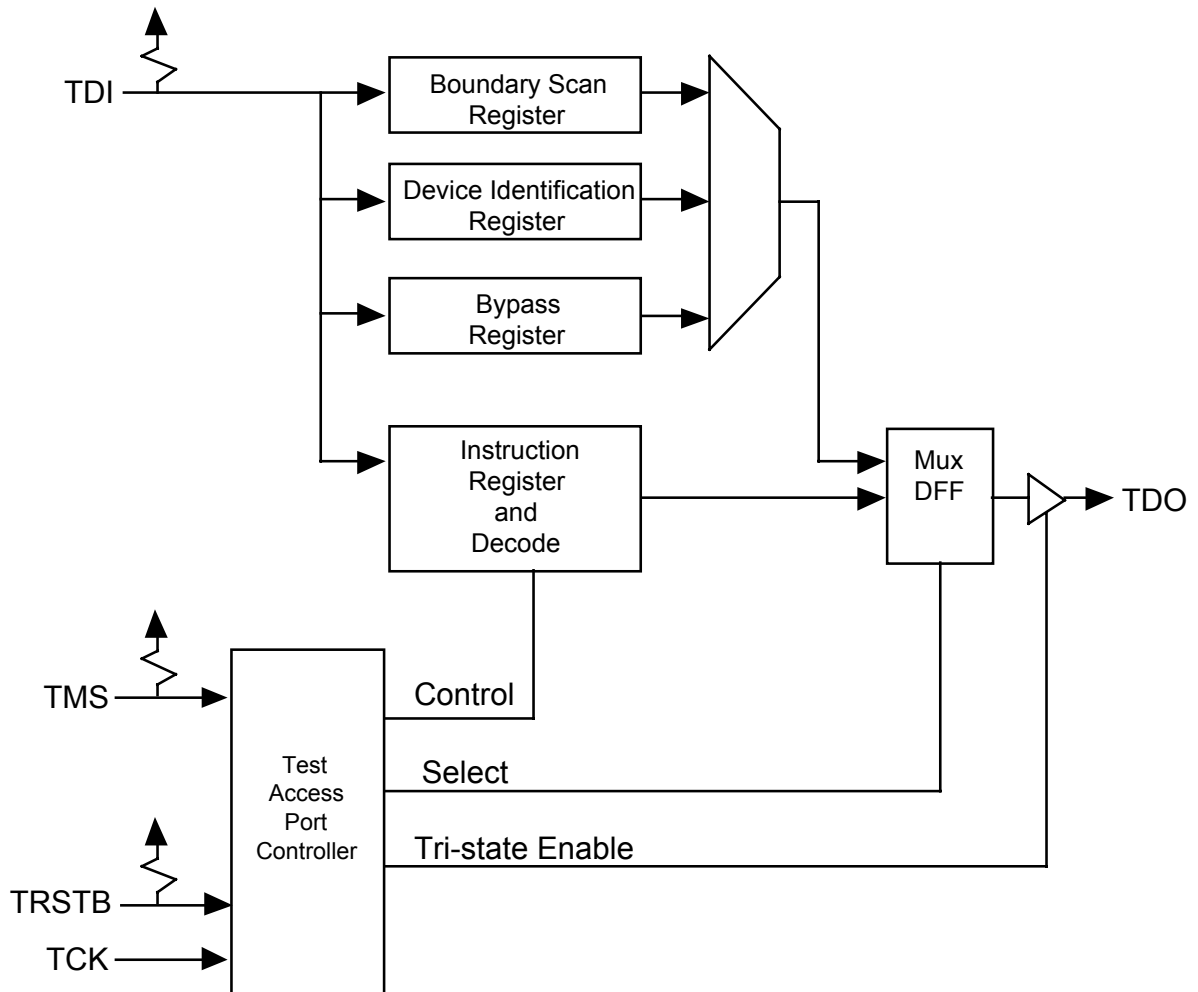 TDI
Boundary Scan
Register
Device Identification
Register
Bypass
Register
Instruction
Register
and
Decode
Mux
DFF
TDO
TMS
Control
Test
Access
Port
Controller
Select
Tri-state Enable
TRSTB
TCK